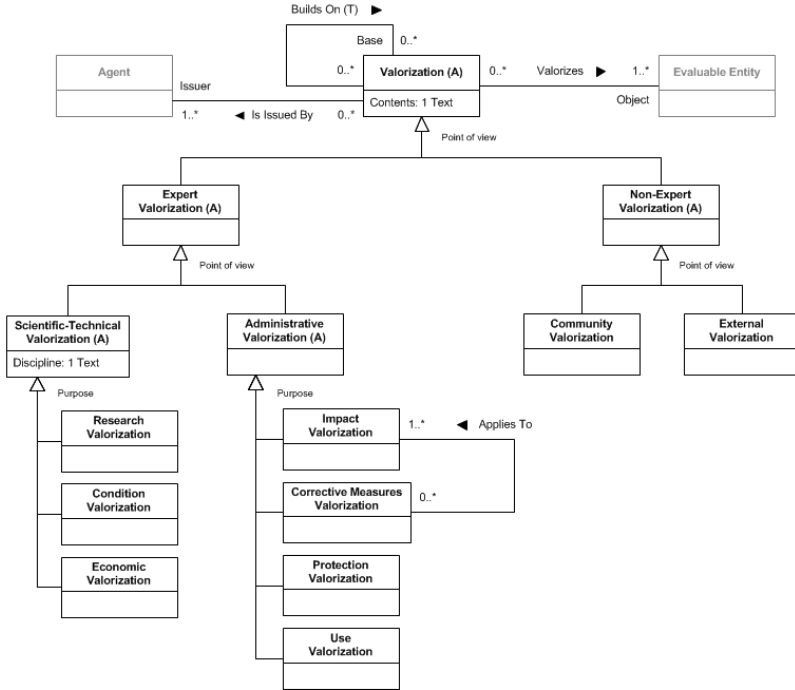 Builds On (T) ►
Base 0..*
0..*
Agent
Valorization (A)
Contents: 1 Text
0..* Valorizes ► 1..*
Evaluable Entity
Issuer
Object
1..* ◄ Is Issued By 0..*
Point of view
Expert
Valorization (A)
Non-Expert
Valorization (A)
Point of view
Point of view
Scientific-Technical
Valorization (A)
Discipline: 1 Text
Administrative
Valorization (A)
Community
Valorization
External
Valorization
Purpose
Purpose
Research
Valorization
Impact
Valorization
1..* ◄ Applies To
Condition
Valorization
Corrective Measures
Valorization
0..*
Economic
Valorization
Protection
Valorization
Use
Valorization